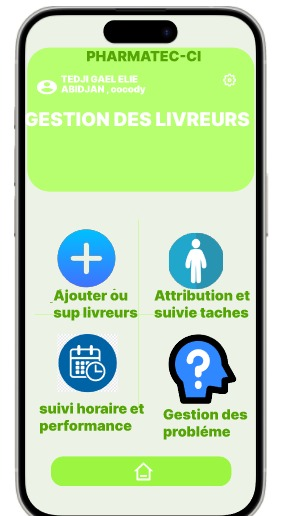 PHARMATEC-CI
TEDJI GAEL ELIE
ABIDJAN , cocody
GESTION DES LIVREURS
Ajouter ou
sup livreurs
Attribution et
suivie taches
suivi horaire et
performance
Gestion des
probléme